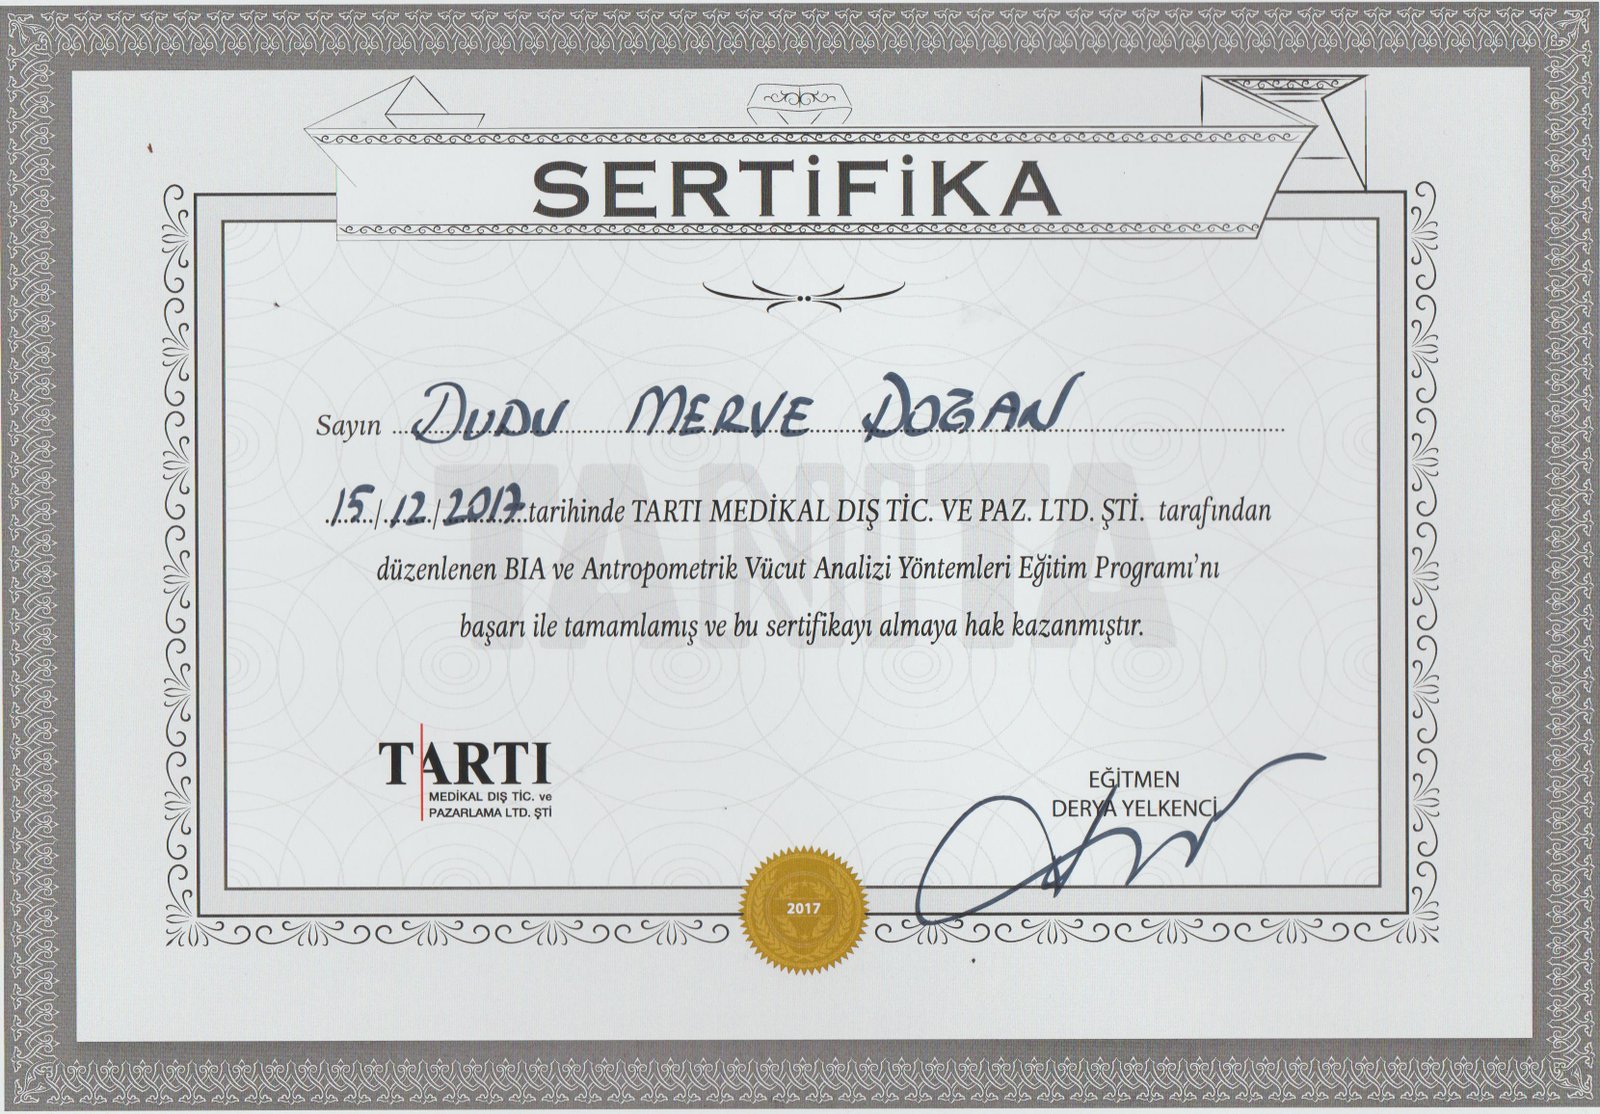 SERTİFİKA
Sayın DUDU MERVE DOĞAN
15/12/2017 tarihinde TARTI MEDİKAL DIŞ TİC. VE PAZ. LTD. ŞTİ. tarafından
TANITA
düzenlenen BIA ve Antropometrik Vücut Analizi Yöntemleri Eğitim Programı'nı
başarı ile tamamlamış ve bu sertifikayı almaya hak kazanmıştır.
TARTI
MEDİKAL DIŞ TİC. ve
PAZARLAMA LTD. ŞTİ
EĞİTMEN
DERYA YELKENCİ
2017